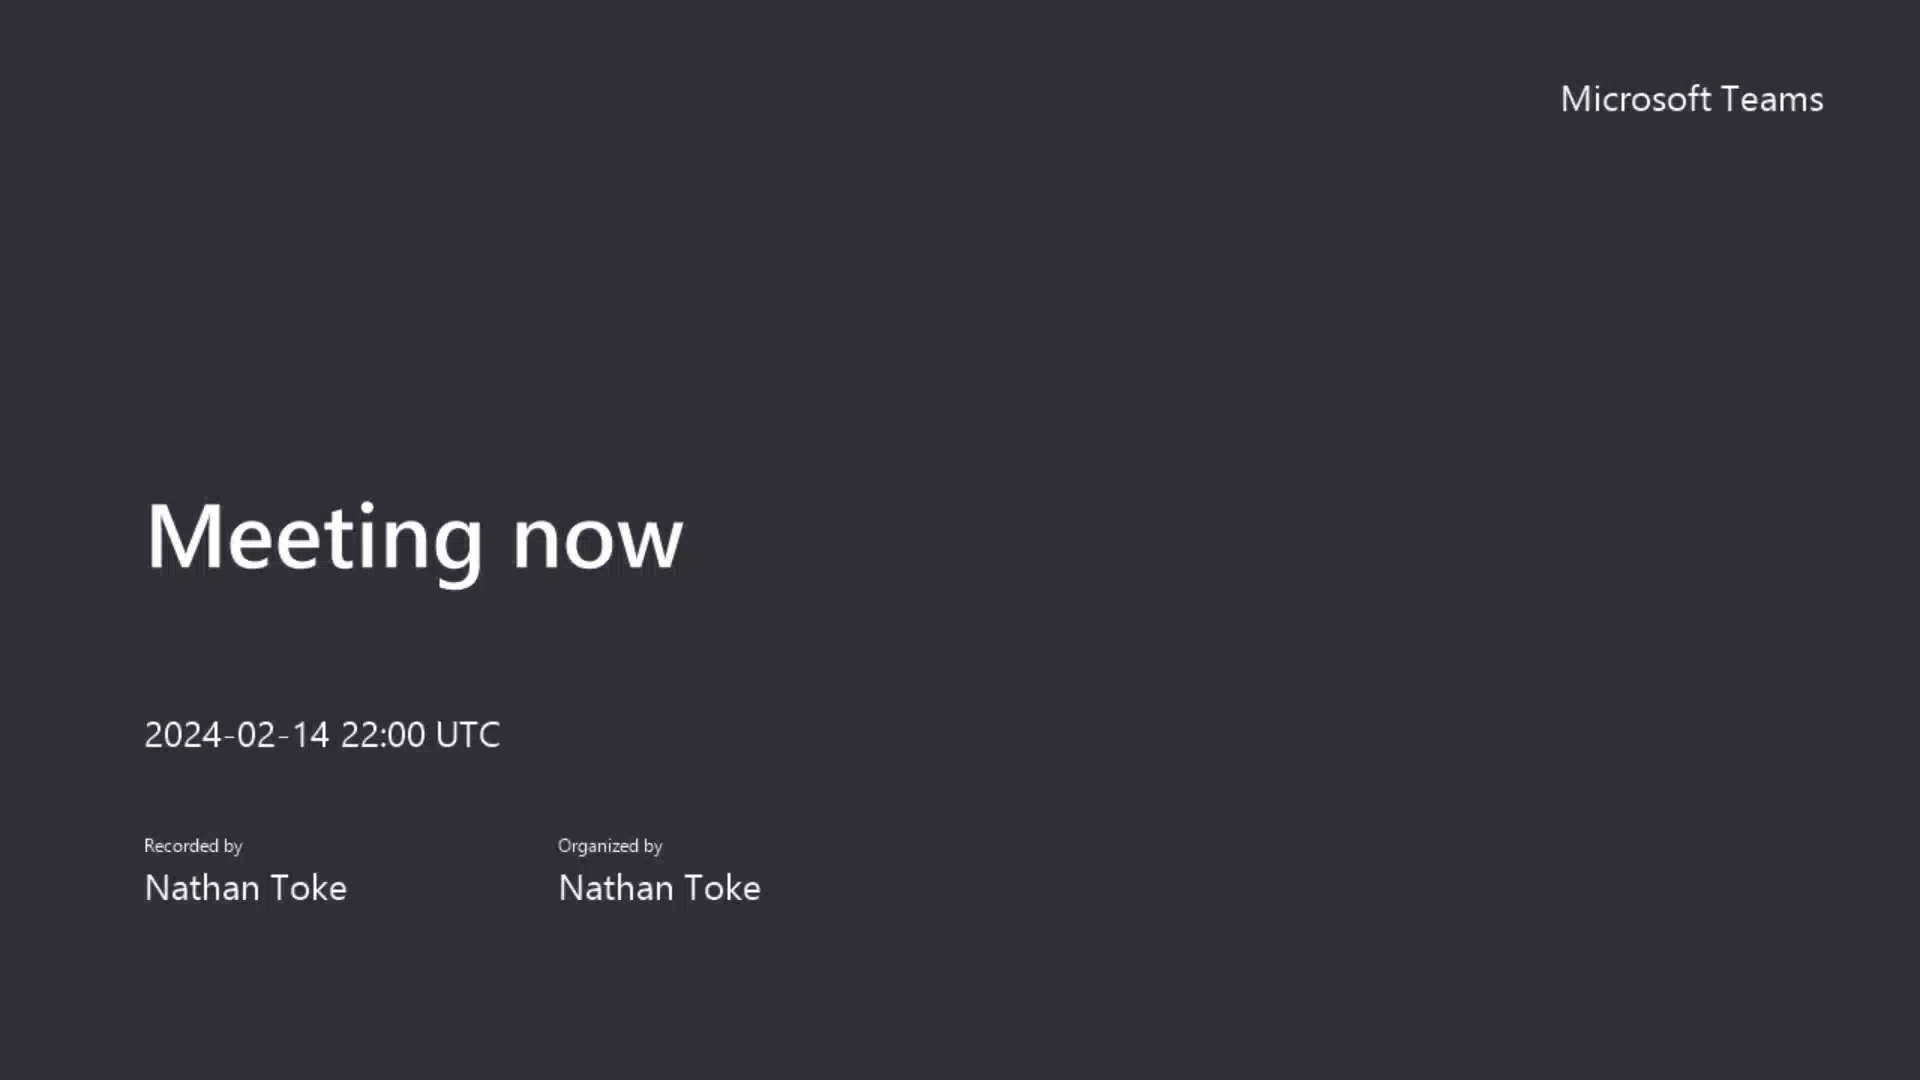 Microsoft Teams
Meeting now
2024-02-14 22:00 UTC
Recorded by
Nathan Toke
Organized by
Nathan Toke